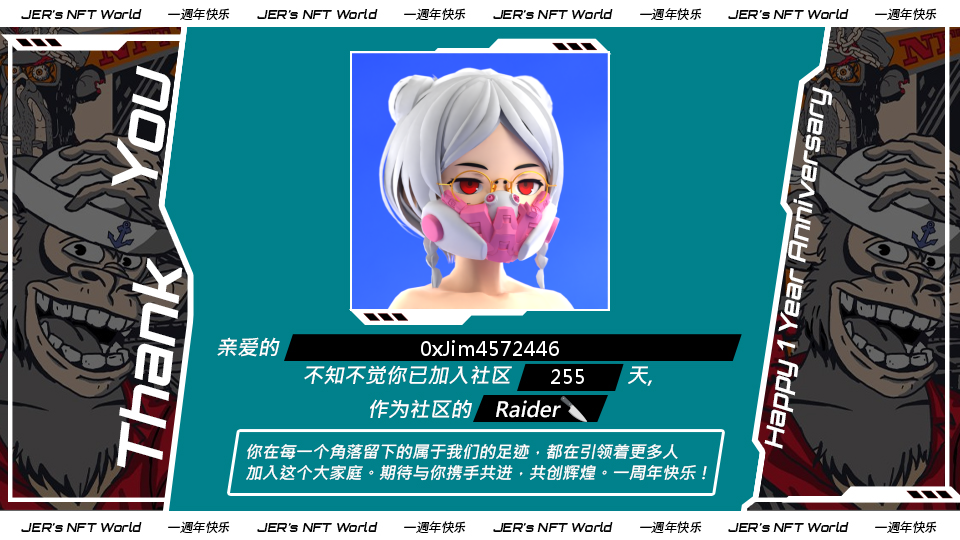 JER's NFT World 一週年快乐 JER's NFT World 一週年快乐 JER's NFT World 一週年快乐 JER's NFT World 一週年快乐
Thank You
亲爱的 0xJim4572446
不知不觉你已加入社区 255 天,
作为社区的 Raider🔪
你在每一个角落留下的属于我们的足迹，都在引领着更多人
加入这个大家庭。期待与你携手共进，共创辉煌。一周年快乐！
Happy 1 Year Anniversary
JER's NFT World 一週年快乐 JER's NFT World 一週年快乐 JER's NFT World 一週年快乐 JER's NFT World 一週年快乐